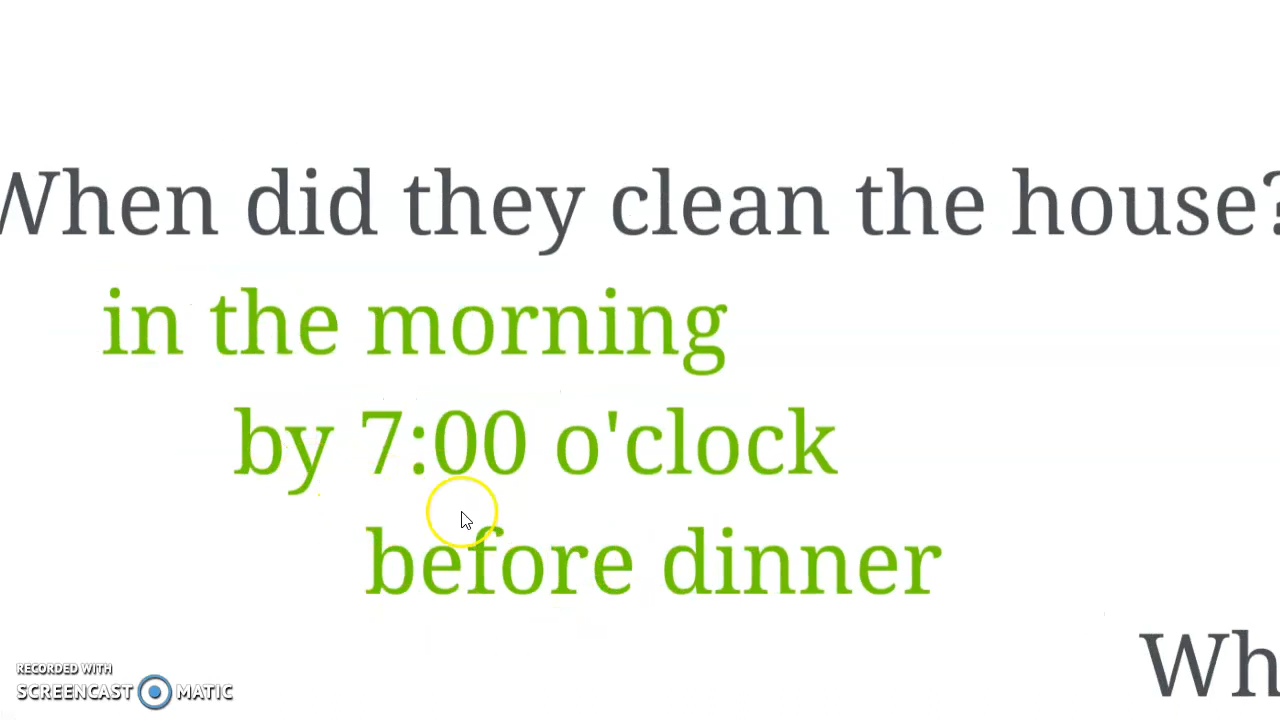 When did they clean the house?
in the morning
by 7:00 o'clock
before dinner
Wh
RECORDED WITH
SCREENCAST MATIC